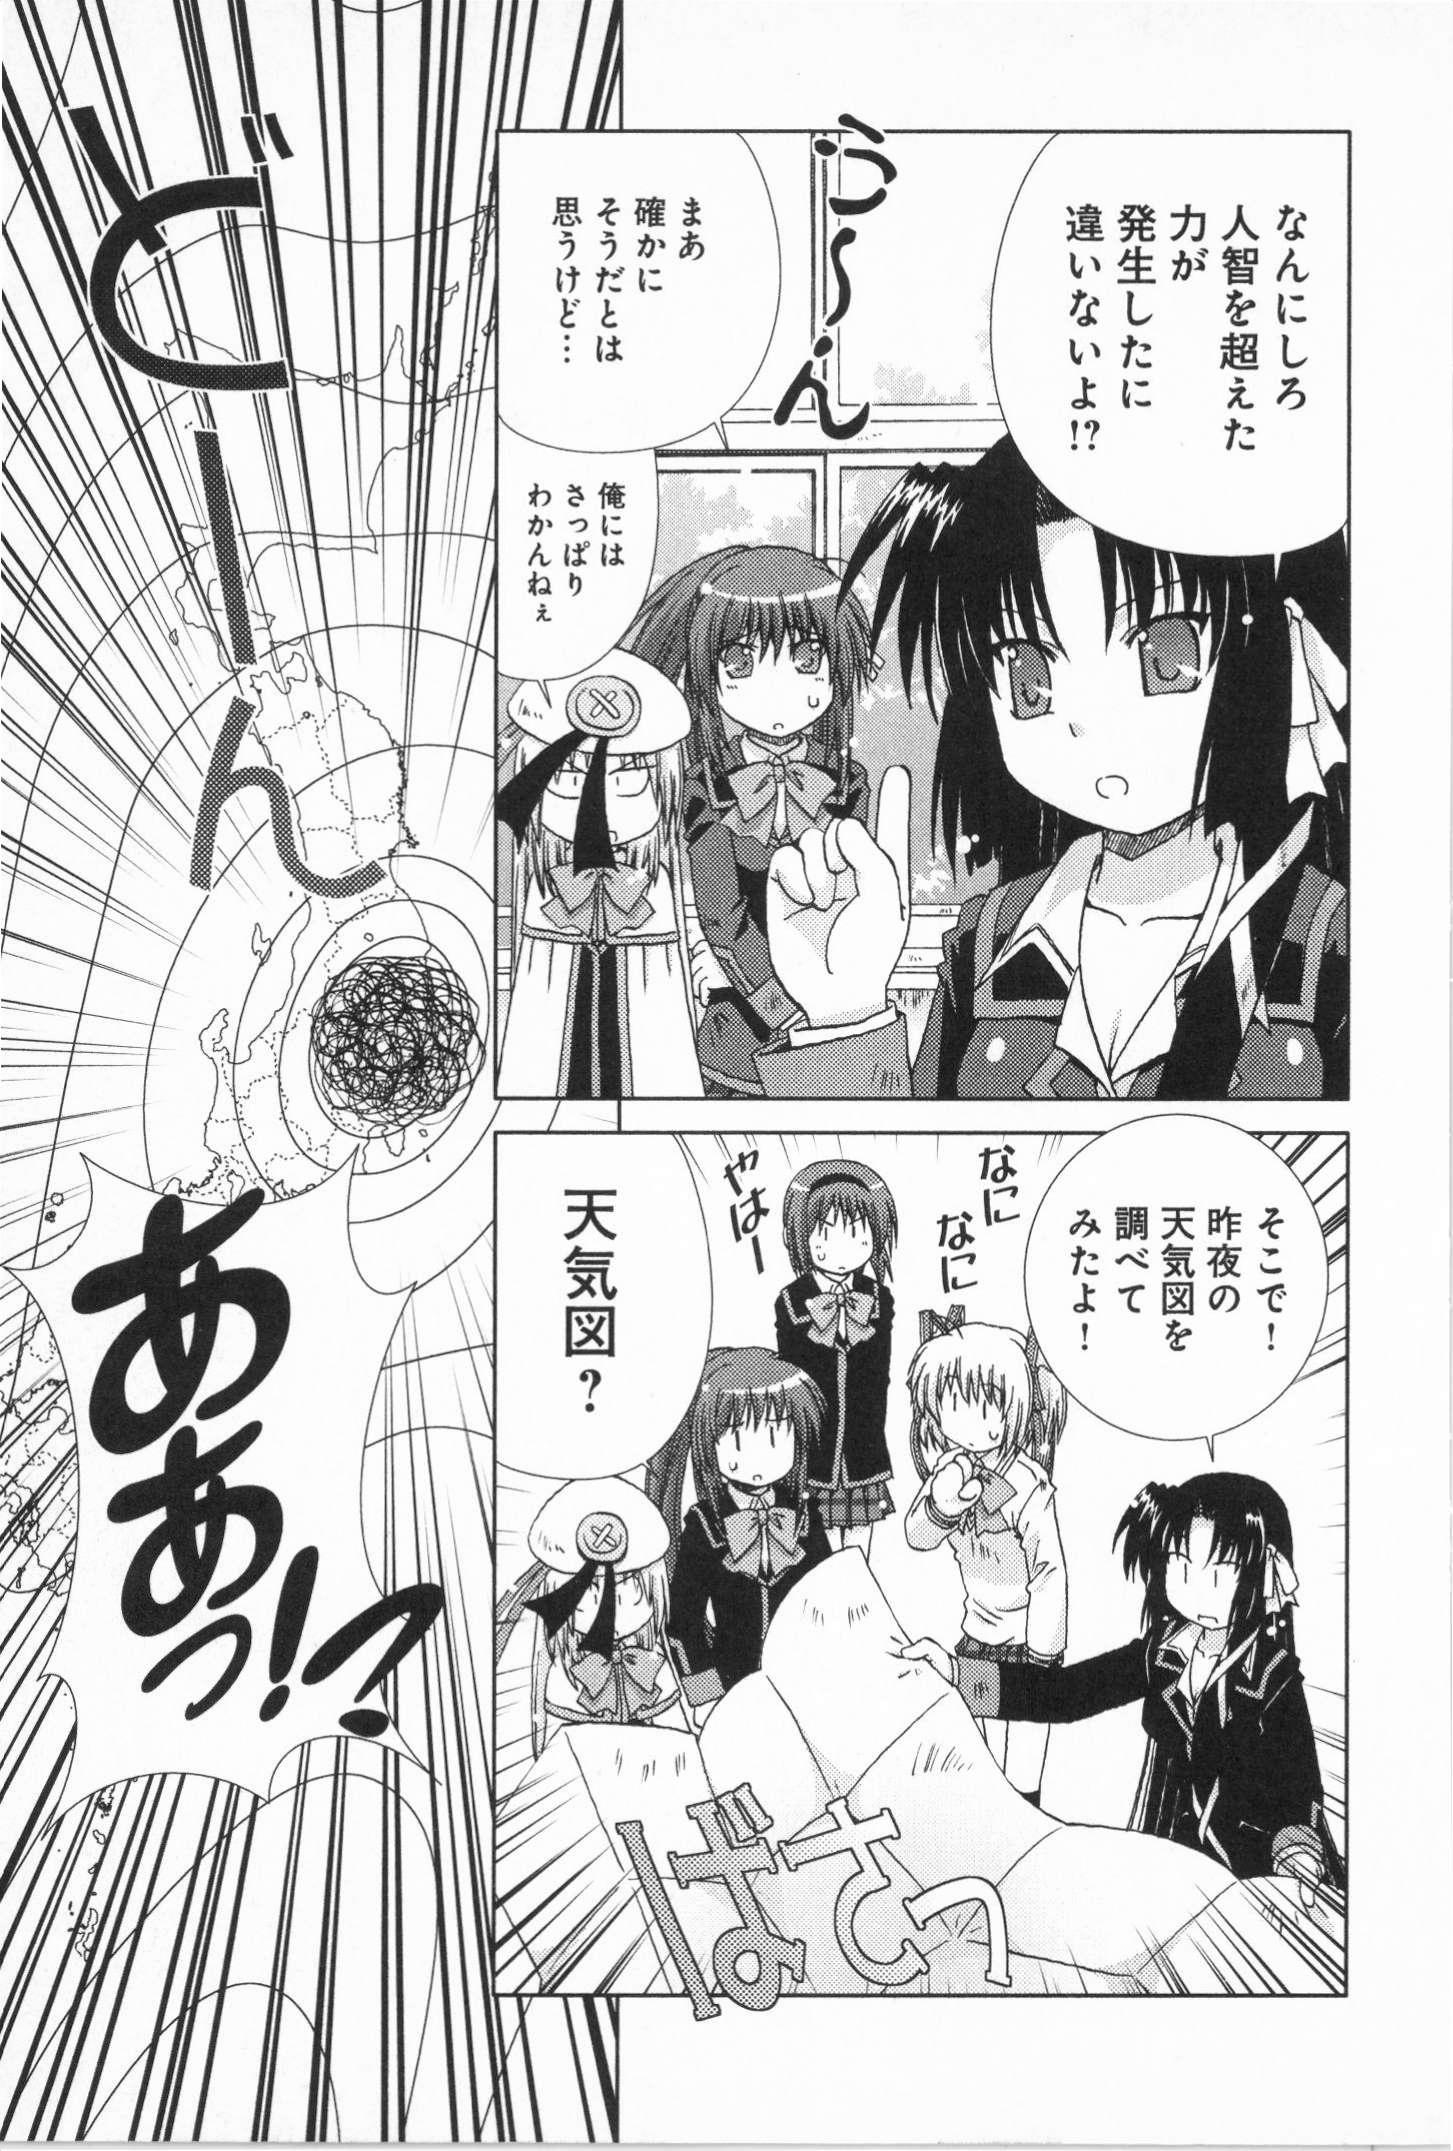 なんにしろ
人智を超えた
力が
発生したに
違いないよ!?
う〜ん
まあ
確かに
そうだとは
思うけど…
俺には
さっぱり
わかんねぇ
そこで!
昨夜の
天気図を
調べて
みたよ!
なに
なに
やはー
天気図?
ばさっ
どーん
ああ
あっ!?